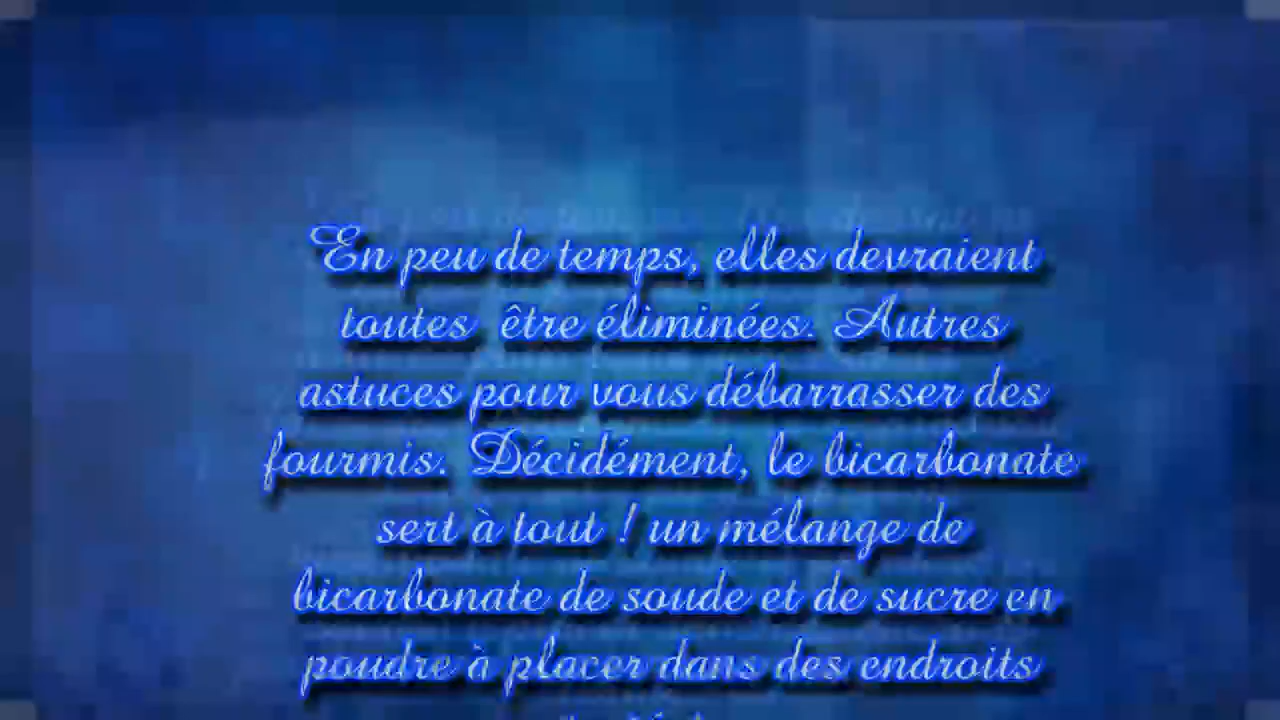 En peu de temps, elles devraient
toutes être éliminées. Autres
astuces pour vous débarrasser des
fourmis. Décidément, le bicarbonate
sert à tout ! un mélange de
bicarbonate de soude et de sucre en
poudre à placer dans des endroits